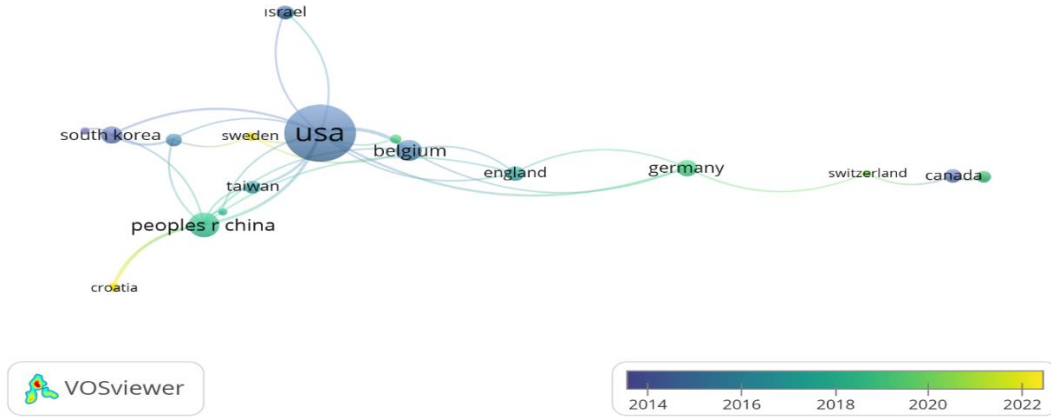 israel
south korea
sweden
usa
belgium
england
germany
switzerland
canada
taiwan
peoples r china
croatia
VOSviewer
2014 2016 2018 2020 2022